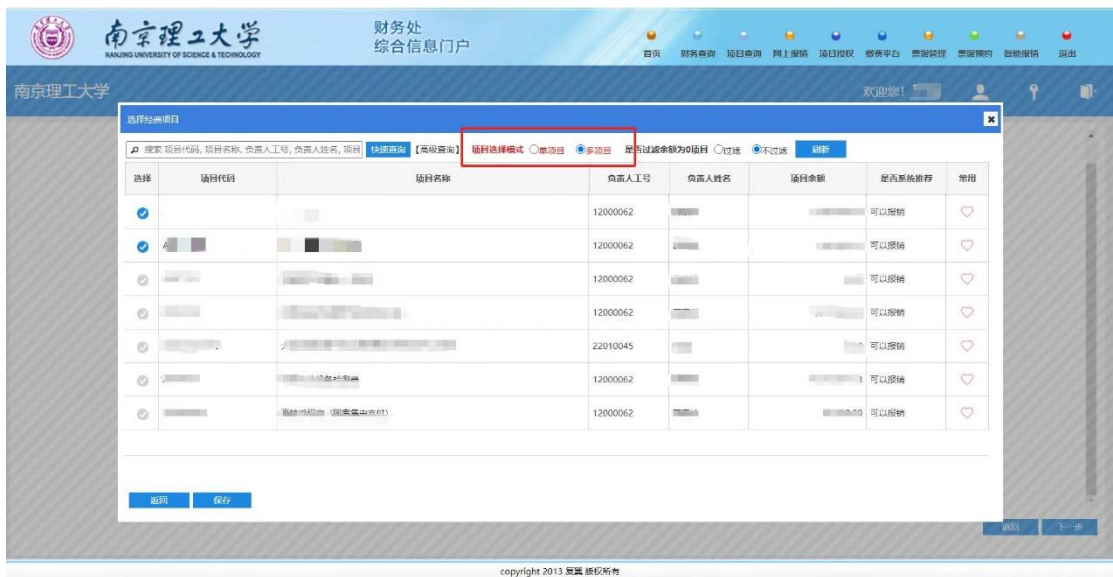 南京理工大学
NANJING UNIVERSITY OF SCIENCE & TECHNOLOGY
财务处
综合信息门户
首页 财务查询 项目查询 网上报销 项目授权 缴费平台 票据管理 票据预约 智能报销 退出
南京理工大学 欢迎您!
选择经费项目
搜索 项目代码, 项目名称, 负责人工号, 负责人姓名, 项目 快速查询 【高级查询】 项目选择模式 单项目 多项目 是否过滤余额为0项目 过滤 不过滤 刷新
选择 项目代码 项目名称 负责人工号 负责人姓名 项目余额 是否系统推荐 常用
12000062 可以报销
12000062 可以报销
12000062 可以报销
12000062 可以报销
22010045 可以报销
12000062 可以报销
(国库集中支付) 12000062 可以报销
返回 保存
返回 下一步
copyright 2013 复翼 版权所有